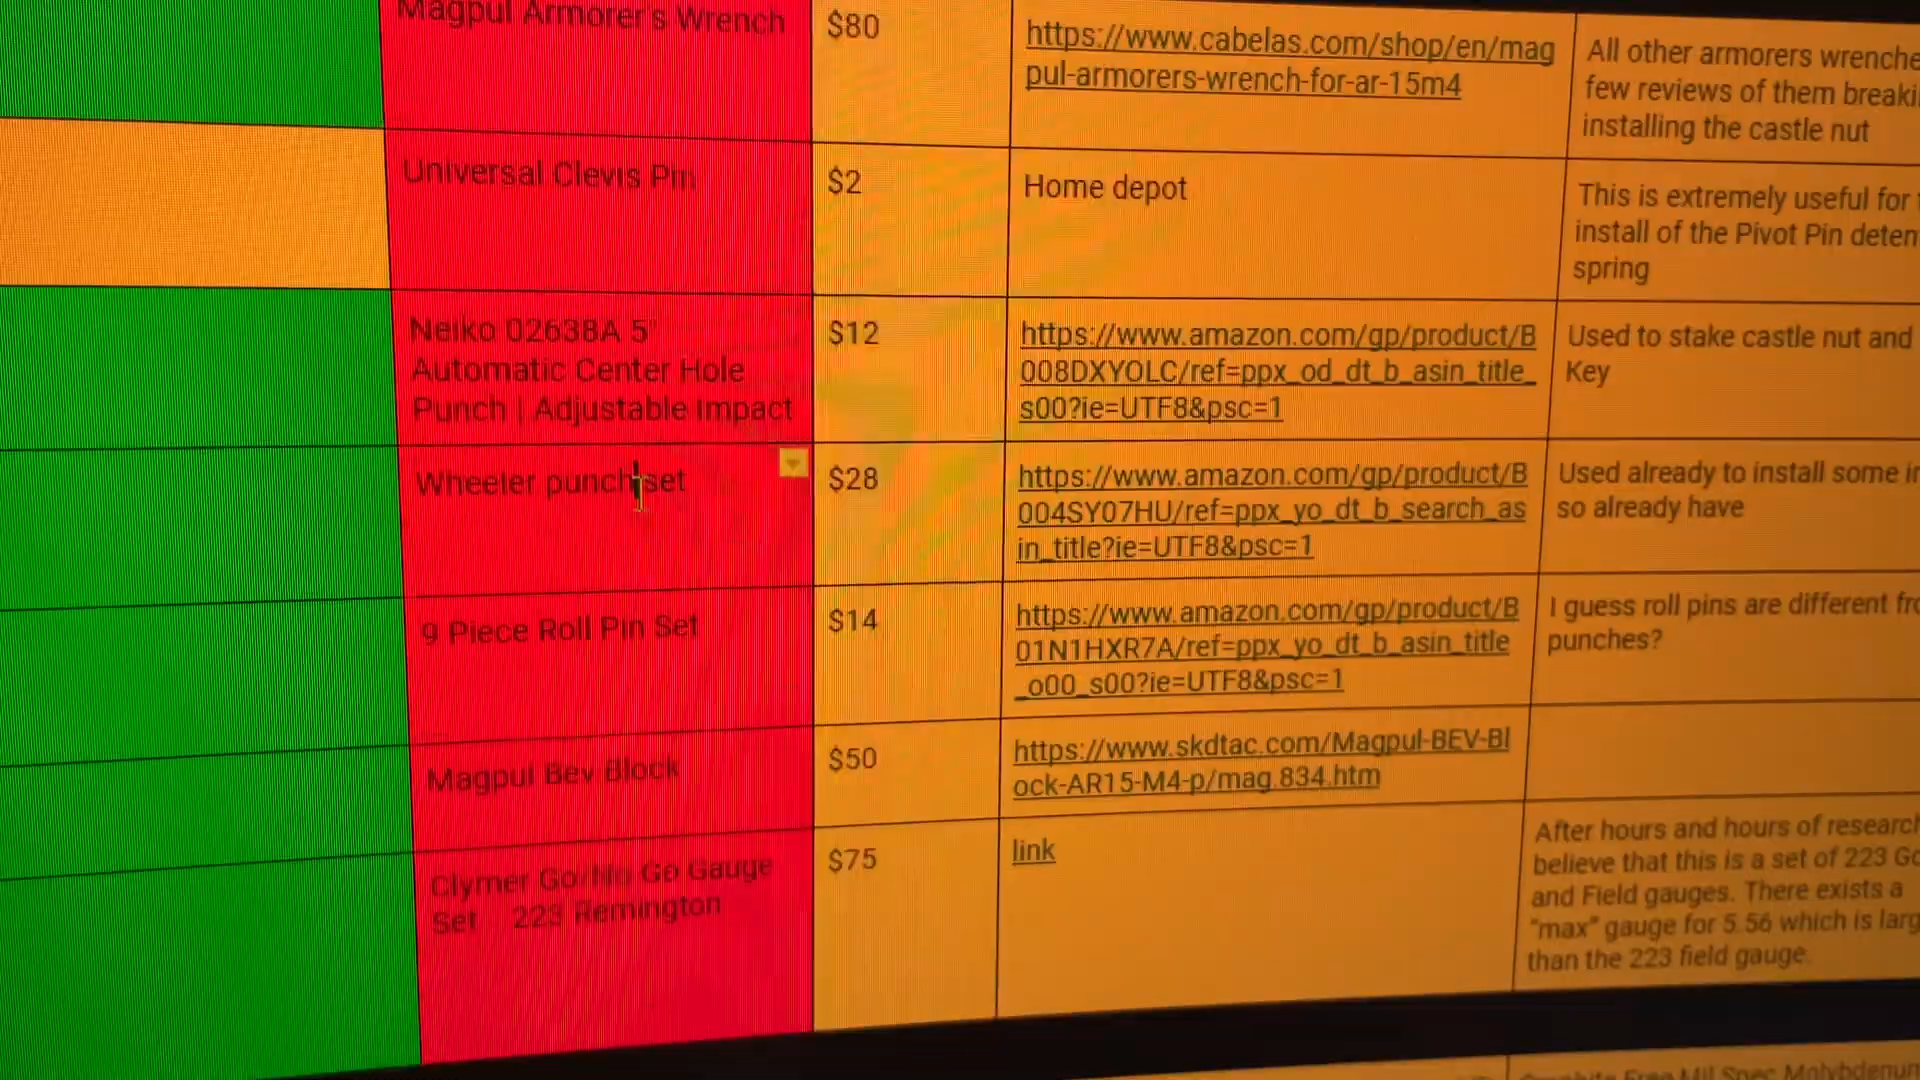 Magpul Armorer's Wrench
$80
https://www.cabelas.com/shop/en/mag
pul-armorers-wrench-for-ar-15m4
All other armorers wrenche
few reviews of them breaki
installing the castle nut
Universal Clevis Pin
$2
Home depot
This is extremely useful for
install of the Pivot Pin deten
spring
Neiko 02638A 5"
Automatic Center Hole
Punch | Adjustable Impact
$12
https://www.amazon.com/gp/product/B
008DXYOLC/ref=ppx_od_dt_b_asin_title_
s00?ie=UTF8&psc=1
Used to stake castle nut and
Key
Wheeler punch set
$28
https://www.amazon.com/gp/product/B
004SY07HU/ref=ppx_yo_dt_b_search_as
in_title?ie=UTF8&psc=1
Used already to install some in
so already have
9 Piece Roll Pin Set
$14
https://www.amazon.com/gp/product/B
01N1HXR7A/ref=ppx_yo_dt_b_asin_title
_o00_s00?ie=UTF8&psc=1
I guess roll pins are different fro
punches?
Magpul Bev Block
$50
https://www.skdtac.com/Magpul-BEV-Bl
ock-AR15-M4-p/mag.834.htm
Clymer Go/No Go Gauge
Set 223 Remington
$75
link
After hours and hours of research
believe that this is a set of 223 Go
and Field gauges. There exists a
"max" gauge for 5.56 which is larg
than the 223 field gauge.
Free Mil Spec Molybdenum